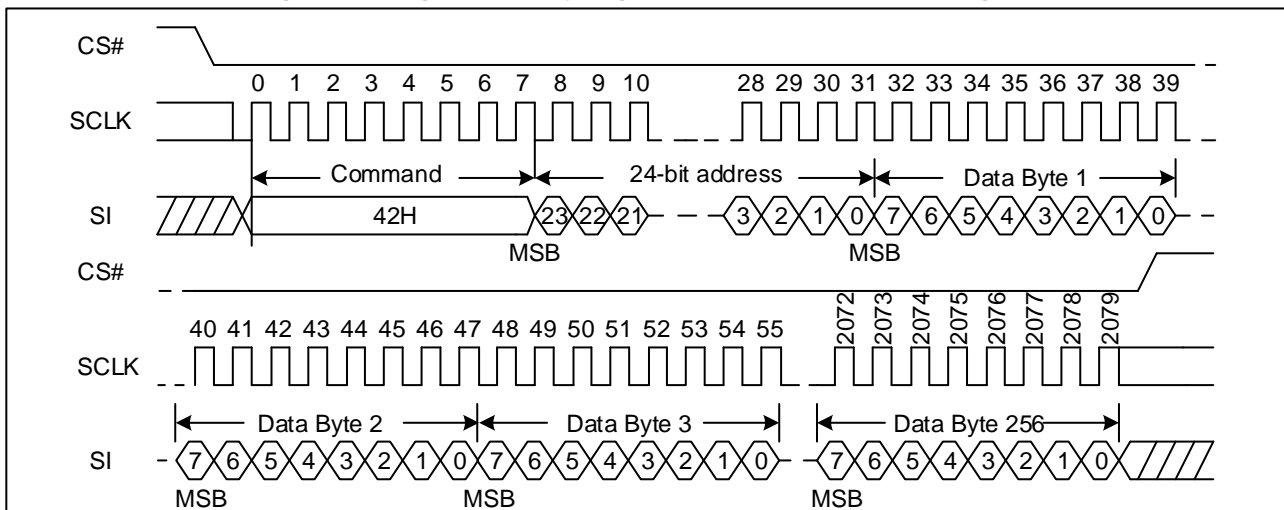 CS#
0 1 2 3 4 5 6 7 8 9 10 28 29 30 31 32 33 34 35 36 37 38 39
SCLK
Command 24-bit address Data Byte 1
SI 42H 23 22 21 3 2 1 0 7 6 5 4 3 2 1 0
MSB MSB
CS#
40 41 42 43 44 45 46 47 48 49 50 51 52 53 54 55 2072 2073 2074 2075 2076 2077 2078 2079
SCLK
Data Byte 2 Data Byte 3 Data Byte 256
SI 7 6 5 4 3 2 1 0 7 6 5 4 3 2 1 0 7 6 5 4 3 2 1 0
MSB MSB MSB